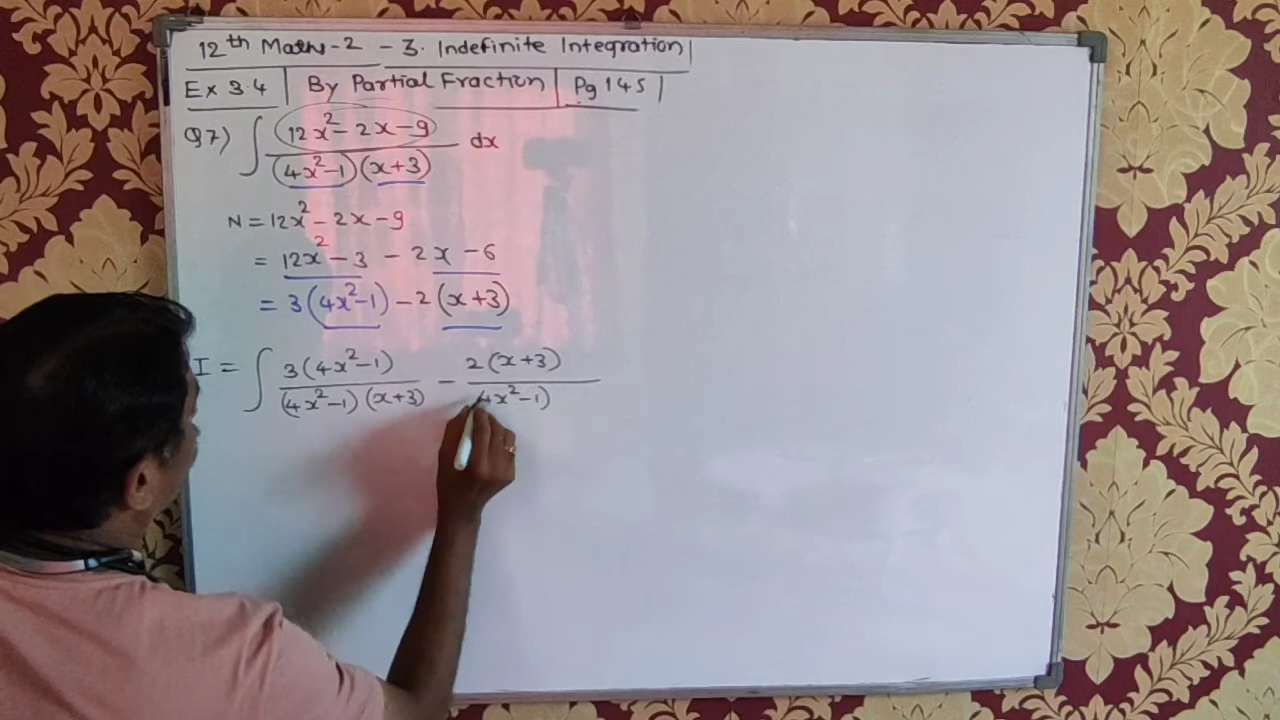 12th Maths-2 - 3. Indefinite Integration
Ex 3.4 | By Partial Fraction | Pg 145 |
Q7) ∫ (12x² - 2x - 9) / ((4x² - 1)(x + 3)) dx
N = 12x² - 2x - 9
= 12x² - 3 - 2x - 6
= 3(4x² - 1) - 2(x + 3)
I = ∫ 3(4x² - 1) / ((4x² - 1)(x + 3)) - 2(x + 3) / (4x² - 1)